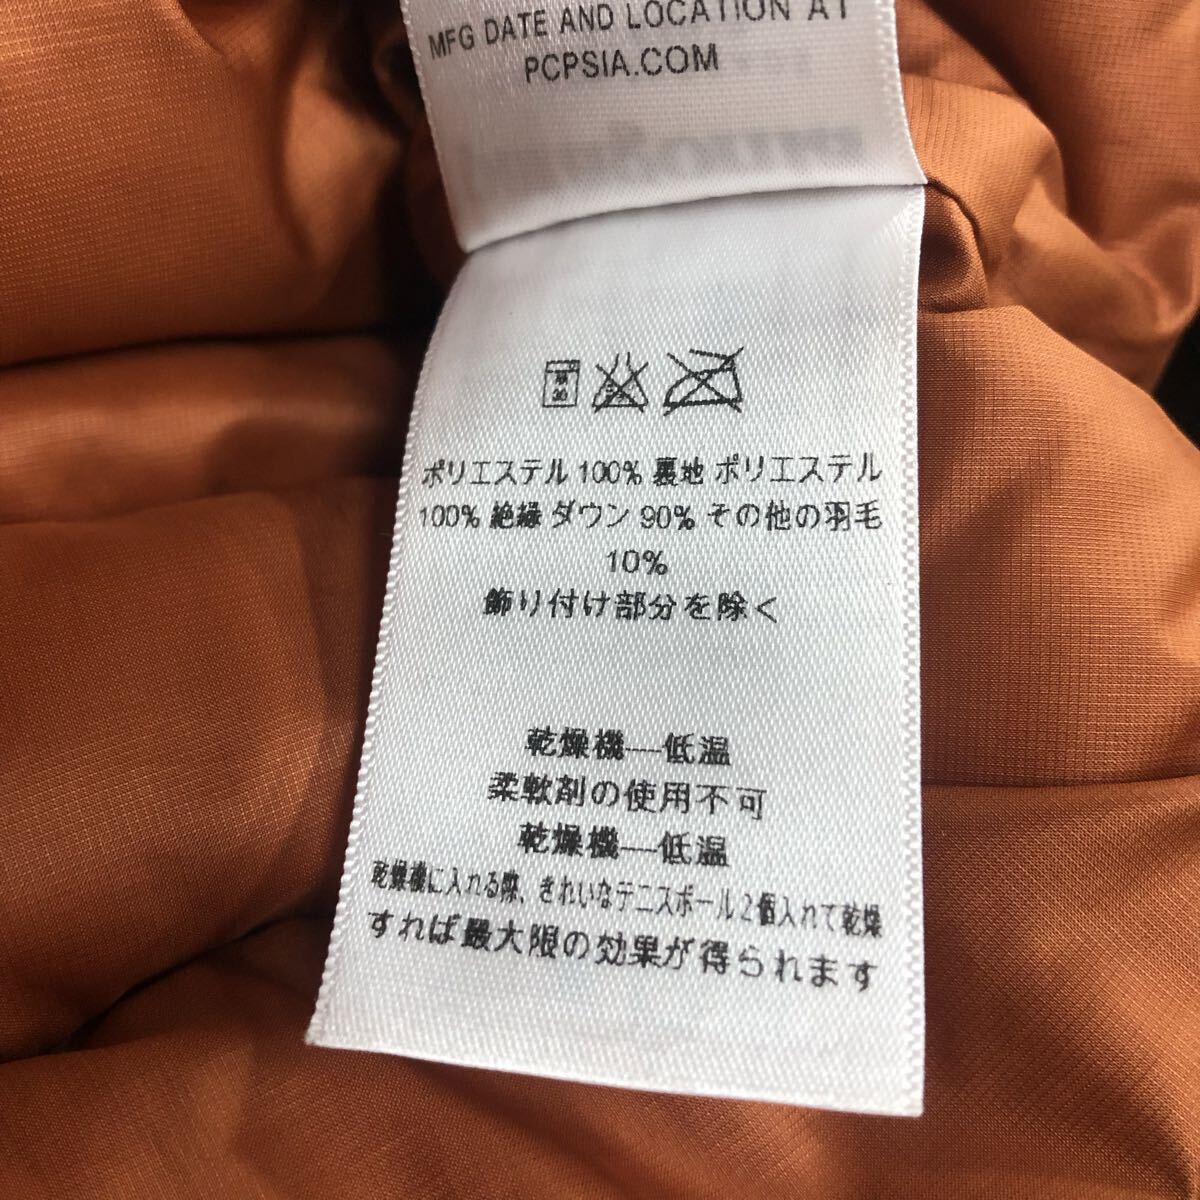 MFG DATE AND LOCATION AT
PCPSIA.COM
ポリエステル 100% 裏地 ポリエステル
100% 絶縁 ダウン 90% その他の羽毛
10%
飾り付け部分を除く
乾燥機—低温
柔軟剤の使用不可
乾燥機—低温
乾燥機に入れる際、きれいなテニスボール2個入れて乾燥
すれば最大限の効果が得られます